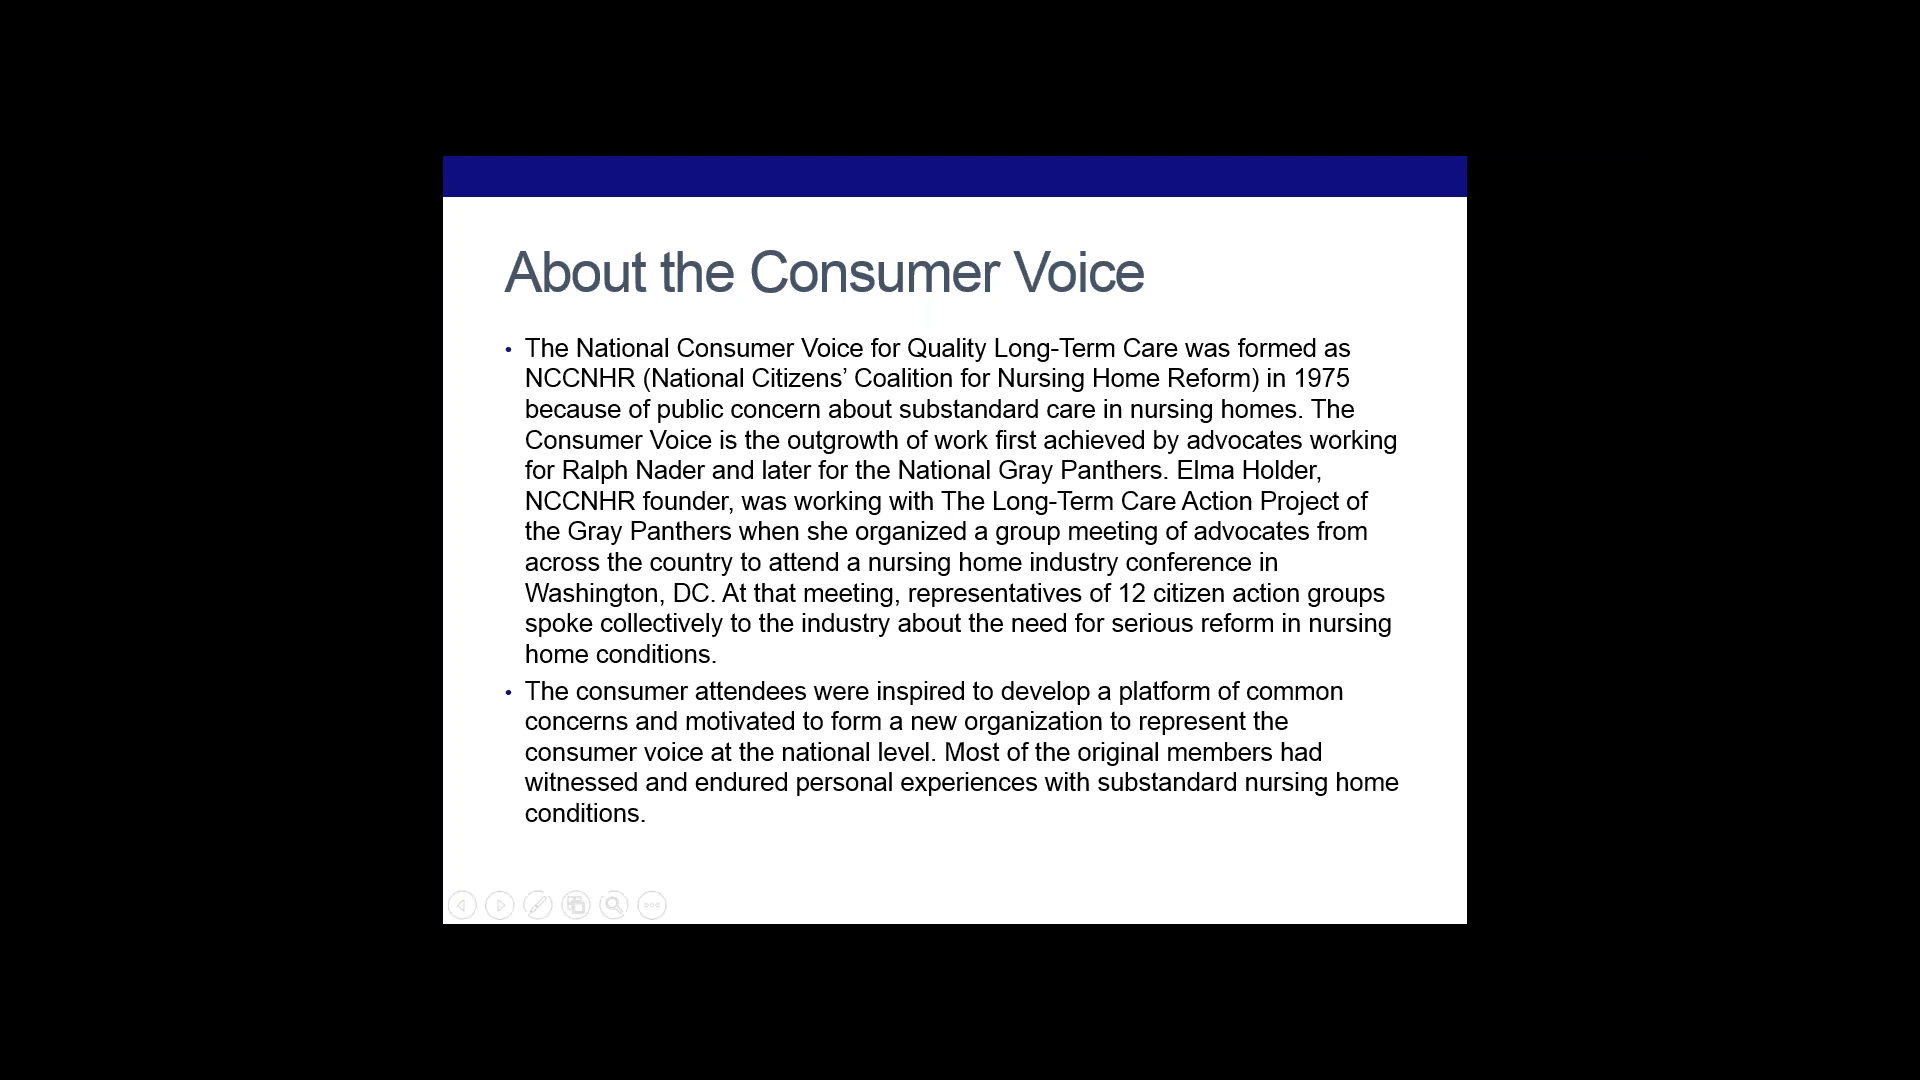 About the Consumer Voice
• The National Consumer Voice for Quality Long-Term Care was formed as
NCCNHR (National Citizens’ Coalition for Nursing Home Reform) in 1975
because of public concern about substandard care in nursing homes. The
Consumer Voice is the outgrowth of work first achieved by advocates working
for Ralph Nader and later for the National Gray Panthers. Elma Holder,
NCCNHR founder, was working with The Long-Term Care Action Project of
the Gray Panthers when she organized a group meeting of advocates from
across the country to attend a nursing home industry conference in
Washington, DC. At that meeting, representatives of 12 citizen action groups
spoke collectively to the industry about the need for serious reform in nursing
home conditions.
• The consumer attendees were inspired to develop a platform of common
concerns and motivated to form a new organization to represent the
consumer voice at the national level. Most of the original members had
witnessed and endured personal experiences with substandard nursing home
conditions.